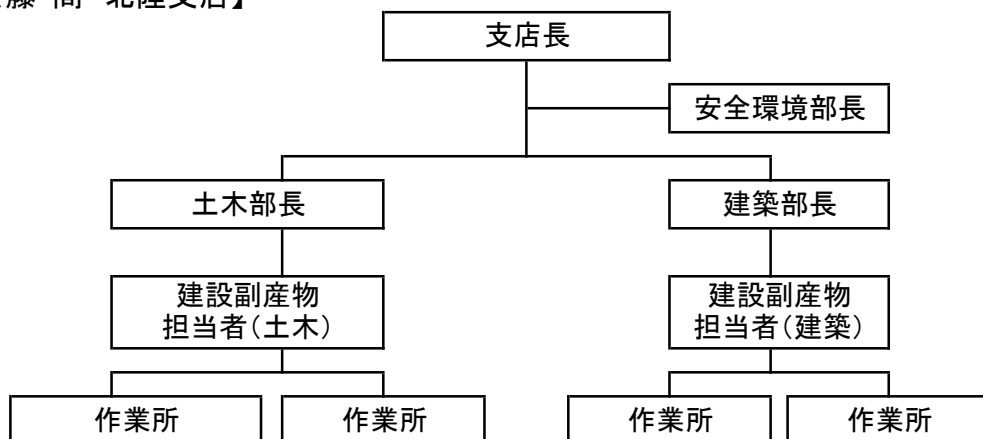 北陸支店】
支店長
安全環境部長
土木部長
建築部長
建設副産物
担当者(土木)
建設副産物
担当者(建築)
作業所
作業所
作業所
作業所